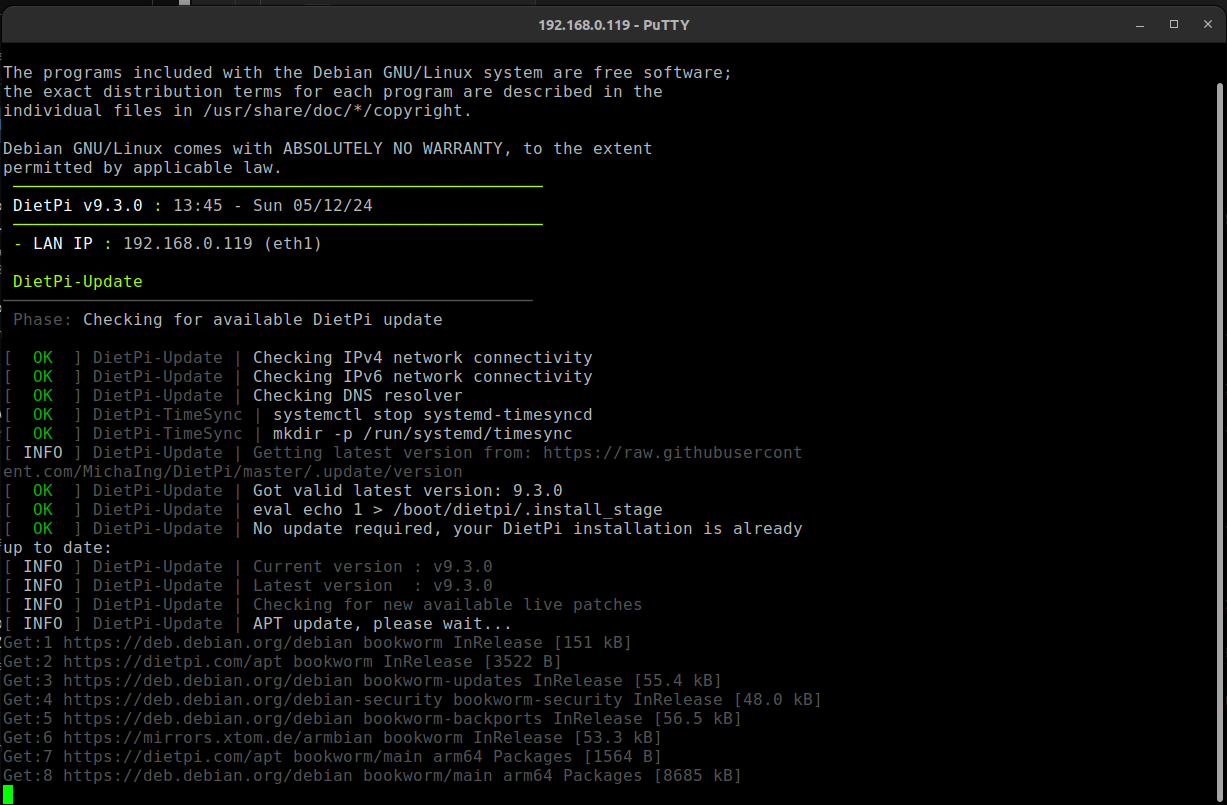 192.168.0.119 - PuTTY
The programs included with the Debian GNU/Linux system are free software;
the exact distribution terms for each program are described in the
individual files in /usr/share/doc/*/copyright.
Debian GNU/Linux comes with ABSOLUTELY NO WARRANTY, to the extent
permitted by applicable law.
DietPi v9.3.0 : 13:45 - Sun 05/12/24
- LAN IP : 192.168.0.119 (eth1)
DietPi-Update
Phase: Checking for available DietPi update
[  OK  ] DietPi-Update | Checking IPv4 network connectivity
[  OK  ] DietPi-Update | Checking IPv6 network connectivity
[  OK  ] DietPi-Update | Checking DNS resolver
[  OK  ] DietPi-TimeSync | systemctl stop systemd-timesyncd
[  OK  ] DietPi-TimeSync | mkdir -p /run/systemd/timesync
[ INFO ] DietPi-Update | Getting latest version from: https://raw.githubusercont
ent.com/MichaIng/DietPi/master/.update/version
[  OK  ] DietPi-Update | Got valid latest version: 9.3.0
[  OK  ] DietPi-Update | eval echo 1 > /boot/dietpi/.install_stage
[  OK  ] DietPi-Update | No update required, your DietPi installation is already
up to date:
[ INFO ] DietPi-Update | Current version : v9.3.0
[ INFO ] DietPi-Update | Latest version  : v9.3.0
[ INFO ] DietPi-Update | Checking for new available live patches
[ INFO ] DietPi-Update | APT update, please wait...
Get:1 https://deb.debian.org/debian bookworm InRelease [151 kB]
Get:2 https://dietpi.com/apt bookworm InRelease [3522 B]
Get:3 https://deb.debian.org/debian bookworm-updates InRelease [55.4 kB]
Get:4 https://deb.debian.org/debian-security bookworm-security InRelease [48.0 kB]
Get:5 https://deb.debian.org/debian bookworm-backports InRelease [56.5 kB]
Get:6 https://mirrors.xtom.de/armbian bookworm InRelease [53.3 kB]
Get:7 https://dietpi.com/apt bookworm/main arm64 Packages [1564 B]
Get:8 https://deb.debian.org/debian bookworm/main arm64 Packages [8685 kB]